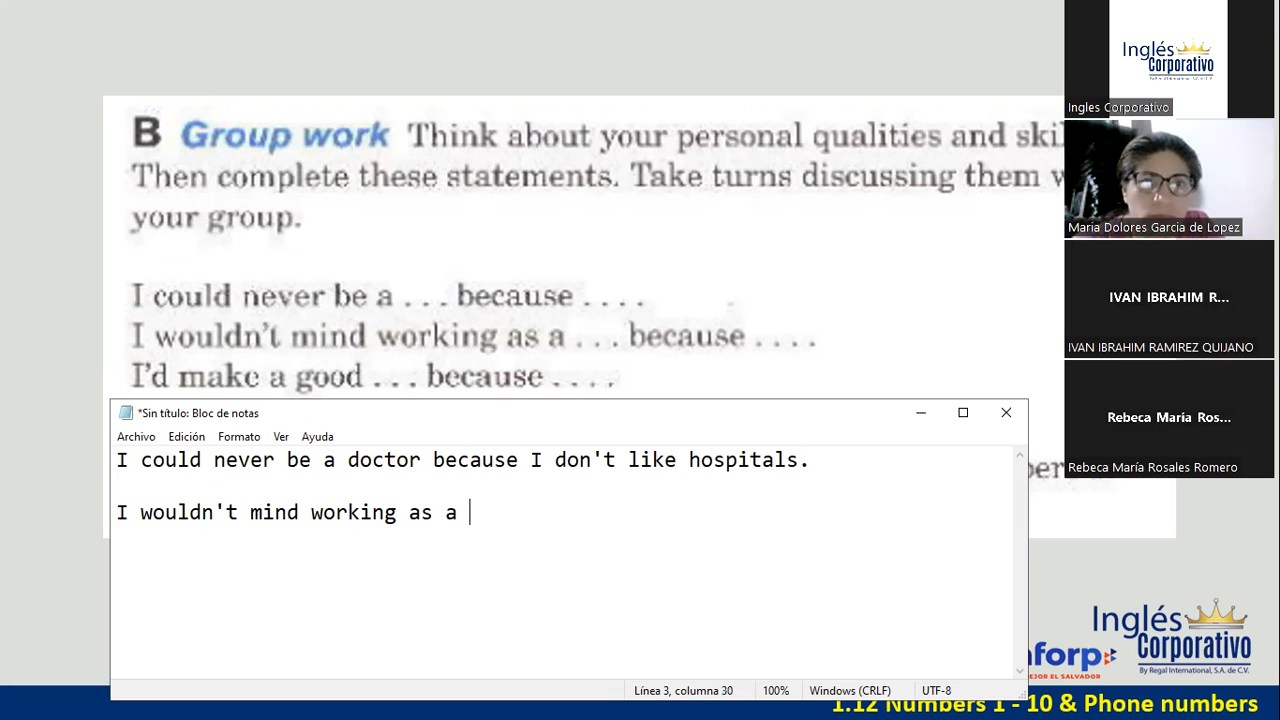 B Group work Think about your personal qualities and
Then complete these statements. Take turns discussing them
your group.
I could never be a . . . because . . . .
I wouldn't mind working as a . . . because . . . .
I'd make a good . . . because . . . .
*Sin título: Bloc de notas
Archivo Edición Formato Ver Ayuda
I could never be a doctor because I don't like hospitals.
I wouldn't mind working as a
Línea 3, columna 30 100% Windows (CRLF) UTF-8
Inglés
Corporativo
Ingles Corporativo
Maria Dolores Garcia de Lopez
IVAN IBRAHIM R...
IVAN IBRAHIM RAMIREZ QUIJANO
Rebeca María Ros...
Rebeca María Rosales Romero
Inglés
Corporativo
By Regal International, S.A. de C.V.
1.12 Numbers 1 - 10 & Phone numbers